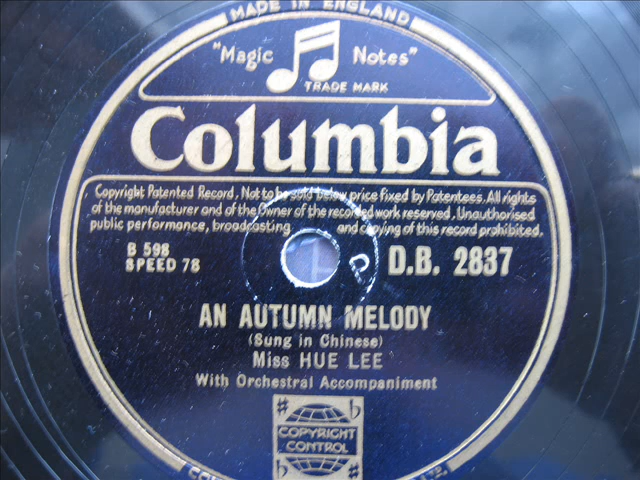 MADE IN ENGLAND
"Magic Notes"
TRADE MARK
Columbia
Copyright Patented Record. Not to be sold below price fixed by Patentees. All rights
of the manufacturer and of the Owner of the recorded work reserved. Unauthorised
public performance, broadcasting and copying of this record prohibited.
B 598
SPEED 78
D.B. 2837
AN AUTUMN MELODY
(Sung in Chinese)
Miss HUE LEE
With Orchestral Accompaniment
COPYRIGHT
CONTROL